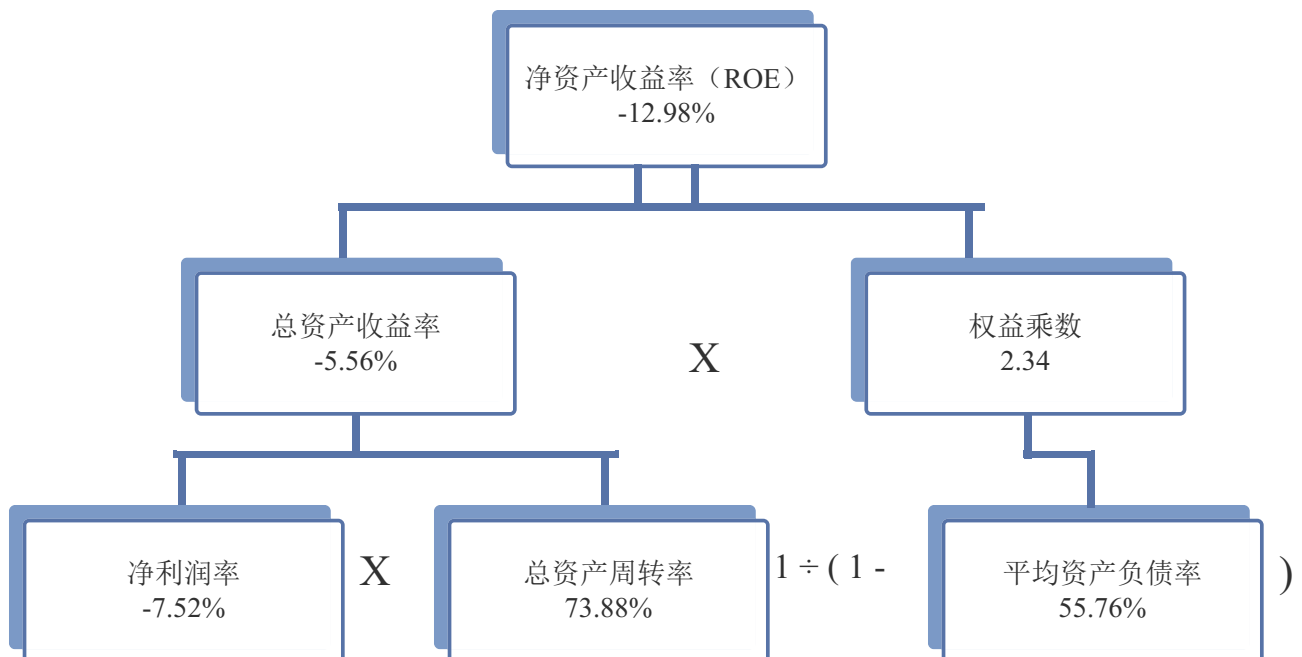 净资产收益率（ROE）
-12.98%
总资产收益率
-5.56%
X
权益乘数
2.34
净利润率
-7.52%
X
总资产周转率
73.88%
1 ÷ ( 1 -
平均资产负债率
55.76%
)